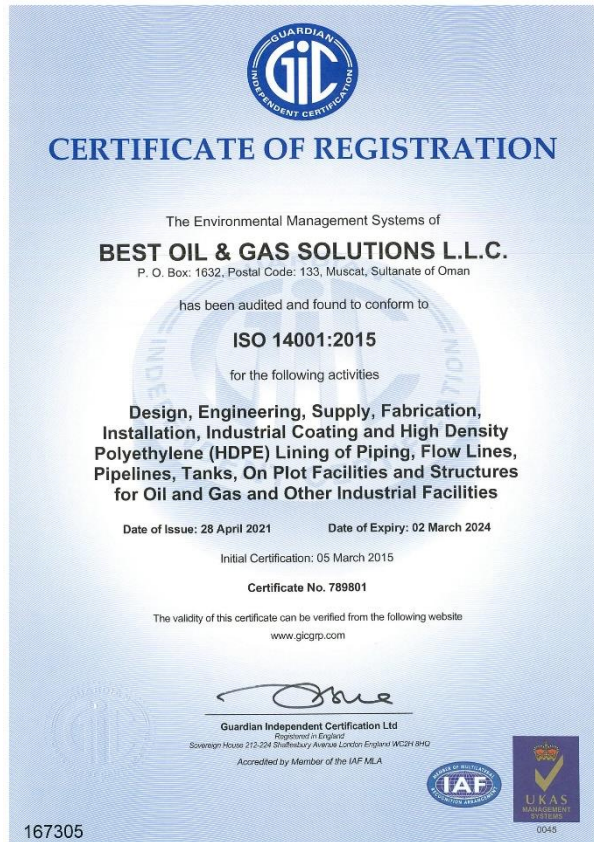 GUARDIAN
GIC
INDEPENDENT CERTIFICATION
CERTIFICATE OF REGISTRATION
The Environmental Management Systems of
BEST OIL & GAS SOLUTIONS L.L.C.
P. O. Box: 1632, Postal Code: 133, Muscat, Sultanate of Oman
has been audited and found to conform to
ISO 14001:2015
for the following activities
Design, Engineering, Supply, Fabrication,
Installation, Industrial Coating and High Density
Polyethylene (HDPE) Lining of Piping, Flow Lines,
Pipelines, Tanks, On Plot Facilities and Structures
for Oil and Gas and Other Industrial Facilities
Date of Issue: 28 April 2021 Date of Expiry: 02 March 2024
Initial Certification: 05 March 2015
Certificate No. 789801
The validity of this certificate can be verified from the following website
www.gicgrp.com
Guardian Independent Certification Ltd
Registered in England
Sovereign House 212-224 Shaftesbury Avenue London England WC2H 8HQ
Accredited by Member of the IAF MLA
MEMBER OF MULTILATERAL
IAF
RECOGNITION ARRANGEMENT
UKAS
MANAGEMENT
SYSTEMS
0045
167305